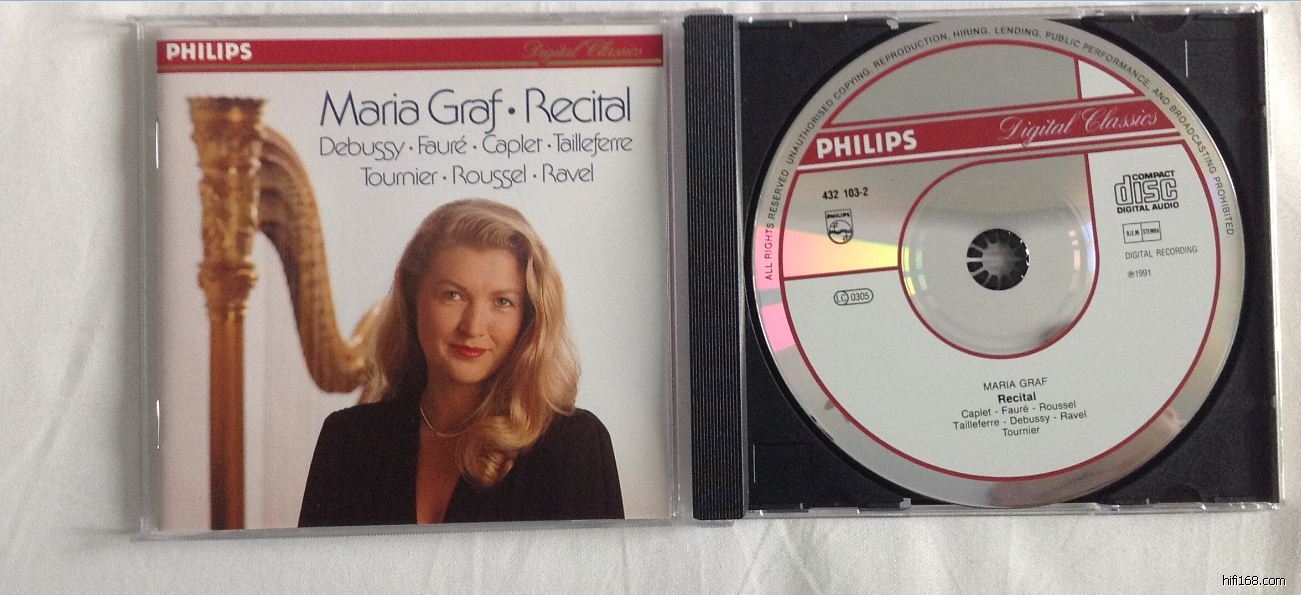 PHILIPS
Digital Classics
Maria Graf · Recital
Debussy · Fauré · Caplet · Tailleferre
Tournier · Roussel · Ravel
ALL RIGHTS RESERVED. UNAUTHORISED COPYING, REPRODUCTION, HIRING, LENDING, PUBLIC PERFORMANCE, AND BROADCASTING PROHIBITED
PHILIPS
Digital Classics
432 103-2
PHILIPS
COMPACT
disc
DIGITAL AUDIO
B.I.E.M. STEMRA
DIGITAL RECORDING
℗1991
LC 0305
MARIA GRAF
Recital
Caplet - Fauré - Roussel
Tailleferre - Debussy - Ravel
Tournier
hifi168.com